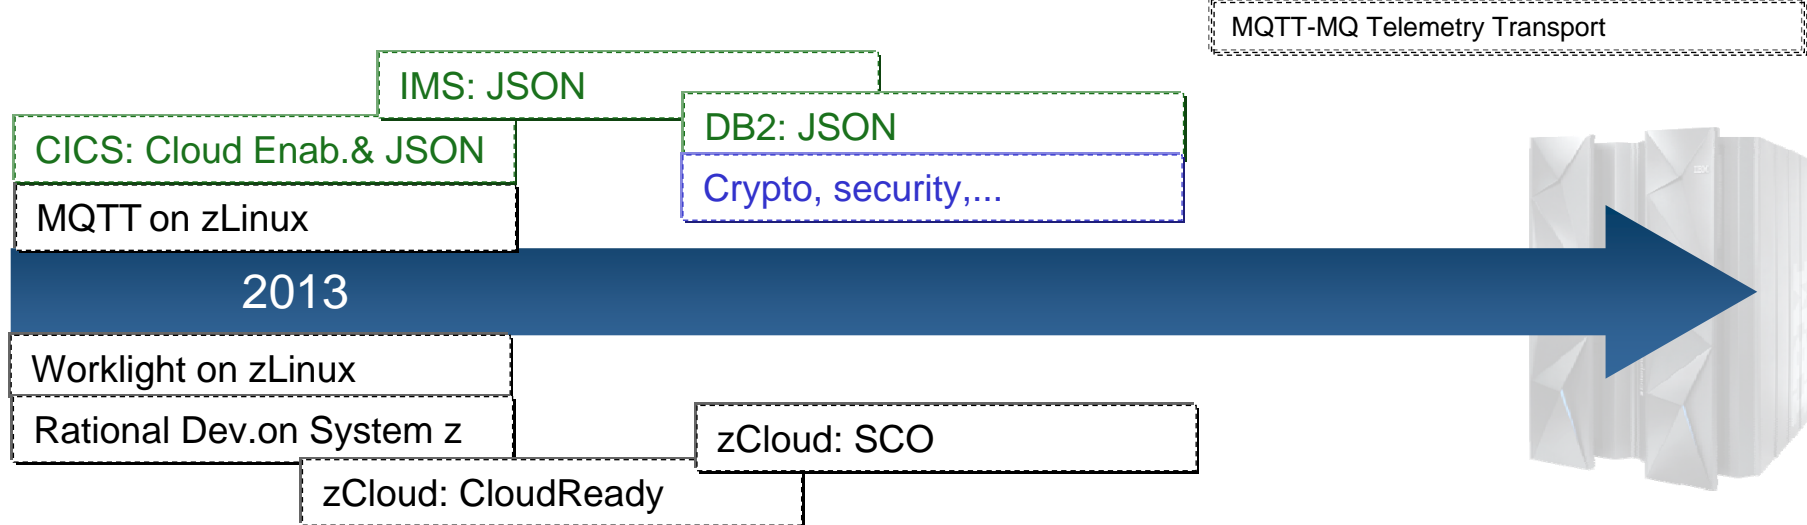 MQTT-MQ Telemetry Transport
IMS: JSON
DB2: JSON
CICS: Cloud Enab.& JSON
Crypto, security,...
MQTT on zLinux
2013
Worklight on zLinux
Rational Dev.on System z
zCloud: SCO
zCloud: CloudReady